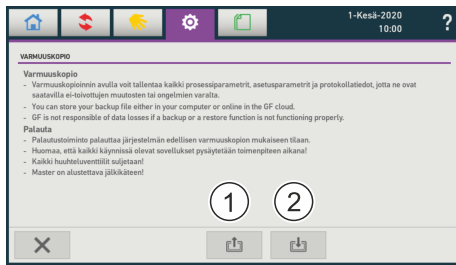 1-Kesä-2020
10:00
?
VARMUUSKOPIO
Varmuuskopio
- Varmuuskopioinnin avulla voit tallentaa kaikki prosessiparametrit, asetusparametrit ja protokollatiedot, jotta ne ovat
saatavilla ei-toivottujen muutosten tai ongelmien varalta.
- You can store your backup file either in your computer or online in the GF cloud.
- GF is not responsible of data losses if a backup or a restore function is not functioning properly.
Palauta
- Palautustoiminto palauttaa järjestelmän edellisen varmuuskopion mukaiseen tilaan.
- Huomaa, että kaikki käynnissä olevat sovellukset pysäytetään toimenpiteen aikana!
- Kaikki huuhteluventtiilit suljetaan!
- Master on alustettava jälkikäteen!
1
2